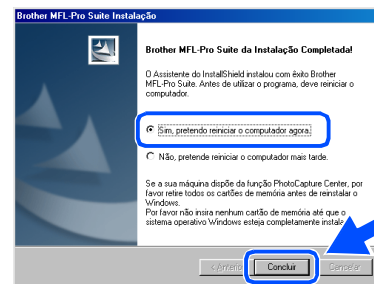 Brother MFL-Pro Suite Instalação
Brother MFL-Pro Suite da Instalação Completada!
O Assistente do InstallShield instalou com êxito Brother
MFL-Pro Suite. Antes de utilizar o programa, deve reiniciar o
computador.
Sim, pretendo reiniciar o computador agora.
Não, pretende reiniciar o computador mais tarde.
Se a sua máquina dispõe da função PhotoCapture Center, por
favor retire todos os cartões de memória antes de reinstalar o
Windows.
Por favor não insira nenhum cartão de memória até que o
sistema operativo Windows esteja completamente
< Anterior Concluir Cancelar